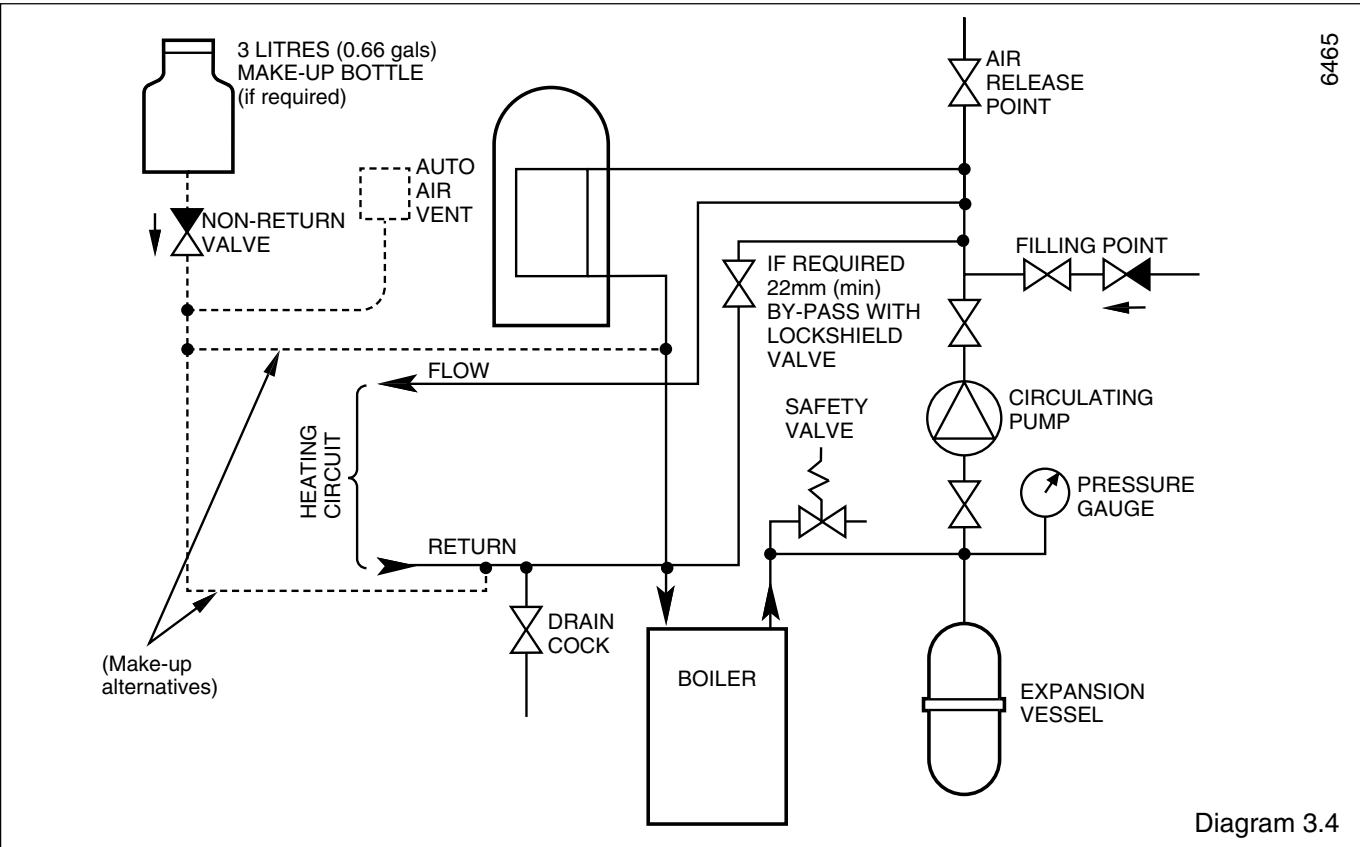 3 LITRES (0.66 gals)
MAKE-UP BOTTLE
(if required)
AIR
RELEASE
POINT
6465
AUTO
AIR
VENT
NON-RETURN
VALVE
FILLING POINT
IF REQUIRED
22mm (min)
BY-PASS WITH
LOCKSHIELD
VALVE
FLOW
SAFETY
VALVE
CIRCULATING
PUMP
HEATING
CIRCUIT
PRESSURE
GAUGE
RETURN
DRAIN
COCK
(Make-up
alternatives)
BOILER
EXPANSION
VESSEL
Diagram 3.4